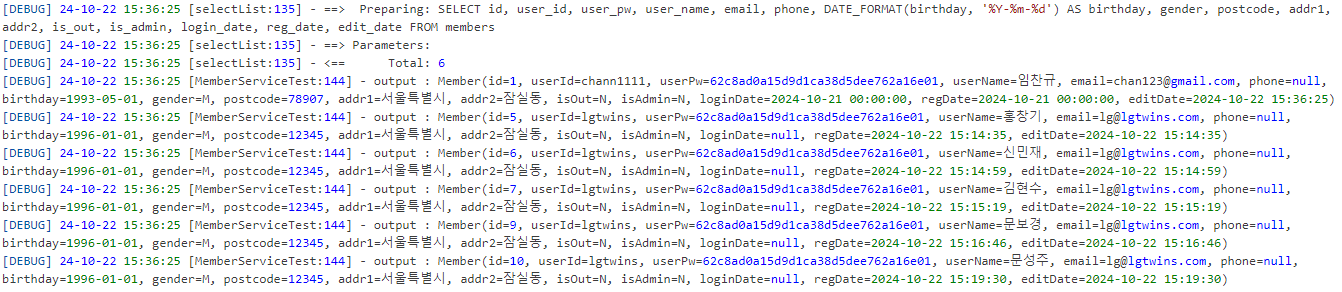 [DEBUG] 24-10-22 15:36:25 [selectList:135] - ==>  Preparing: SELECT id, user_id, user_pw, user_name, email, phone, DATE_FORMAT(birthday, '%Y-%m-%d') AS birthday, gender, postcode, addr1,
addr2, is_out, is_admin, login_date, reg_date, edit_date FROM members
[DEBUG] 24-10-22 15:36:25 [selectList:135] - ==> Parameters:
[DEBUG] 24-10-22 15:36:25 [selectList:135] - <==      Total: 6
[DEBUG] 24-10-22 15:36:25 [MemberServiceTest:144] - output : Member(id=1, userId=chann1111, userPw=62c8ad0a15d9d1ca38d5dee762a16e01, userName=임찬규, email=chan123@gmail.com, phone=null,
birthday=1993-05-01, gender=M, postcode=78907, addr1=서울특별시, addr2=잠실동, isOut=N, isAdmin=N, loginDate=2024-10-21 00:00:00, regDate=2024-10-21 00:00:00, editDate=2024-10-22 15:36:25)
[DEBUG] 24-10-22 15:36:25 [MemberServiceTest:144] - output : Member(id=5, userId=lgtwins, userPw=62c8ad0a15d9d1ca38d5dee762a16e01, userName=홍창기, email=lg@lgtwins.com, phone=null,
birthday=1996-01-01, gender=M, postcode=12345, addr1=서울특별시, addr2=잠실동, isOut=N, isAdmin=N, loginDate=null, regDate=2024-10-22 15:14:35, editDate=2024-10-22 15:14:35)
[DEBUG] 24-10-22 15:36:25 [MemberServiceTest:144] - output : Member(id=6, userId=lgtwins, userPw=62c8ad0a15d9d1ca38d5dee762a16e01, userName=신민재, email=lg@lgtwins.com, phone=null,
birthday=1996-01-01, gender=M, postcode=12345, addr1=서울특별시, addr2=잠실동, isOut=N, isAdmin=N, loginDate=null, regDate=2024-10-22 15:14:59, editDate=2024-10-22 15:14:59)
[DEBUG] 24-10-22 15:36:25 [MemberServiceTest:144] - output : Member(id=7, userId=lgtwins, userPw=62c8ad0a15d9d1ca38d5dee762a16e01, userName=김현수, email=lg@lgtwins.com, phone=null,
birthday=1996-01-01, gender=M, postcode=12345, addr1=서울특별시, addr2=잠실동, isOut=N, isAdmin=N, loginDate=null, regDate=2024-10-22 15:15:19, editDate=2024-10-22 15:15:19)
[DEBUG] 24-10-22 15:36:25 [MemberServiceTest:144] - output : Member(id=9, userId=lgtwins, userPw=62c8ad0a15d9d1ca38d5dee762a16e01, userName=문보경, email=lg@lgtwins.com, phone=null,
birthday=1996-01-01, gender=M, postcode=12345, addr1=서울특별시, addr2=잠실동, isOut=N, isAdmin=N, loginDate=null, regDate=2024-10-22 15:16:46, editDate=2024-10-22 15:16:46)
[DEBUG] 24-10-22 15:36:25 [MemberServiceTest:144] - output : Member(id=10, userId=lgtwins, userPw=62c8ad0a15d9d1ca38d5dee762a16e01, userName=문성주, email=lg@lgtwins.com, phone=null,
birthday=1996-01-01, gender=M, postcode=12345, addr1=서울특별시, addr2=잠실동, isOut=N, isAdmin=N, loginDate=null, regDate=2024-10-22 15:19:30, editDate=2024-10-22 15:19:30)